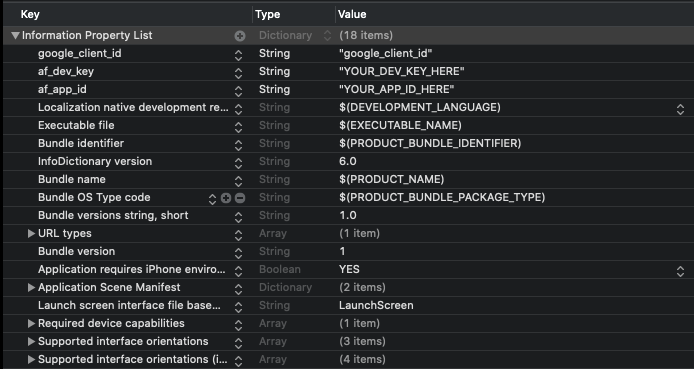 Key Type Value
Information Property List Dictionary (18 items)
google_client_id String "google_client_id"
af_dev_key String "YOUR_DEV_KEY_HERE"
af_app_id String "YOUR_APP_ID_HERE"
Localization native development re... String $(DEVELOPMENT_LANGUAGE)
Executable file String $(EXECUTABLE_NAME)
Bundle identifier String $(PRODUCT_BUNDLE_IDENTIFIER)
InfoDictionary version String 6.0
Bundle name String $(PRODUCT_NAME)
Bundle OS Type code String $(PRODUCT_BUNDLE_PACKAGE_TYPE)
Bundle versions string, short String 1.0
URL types Array (1 item)
Bundle version String 1
Application requires iPhone enviro... Boolean YES
Application Scene Manifest Dictionary (2 items)
Launch screen interface file base... String LaunchScreen
Required device capabilities Array (1 item)
Supported interface orientations Array (3 items)
Supported interface orientations (i... Array (4 items)